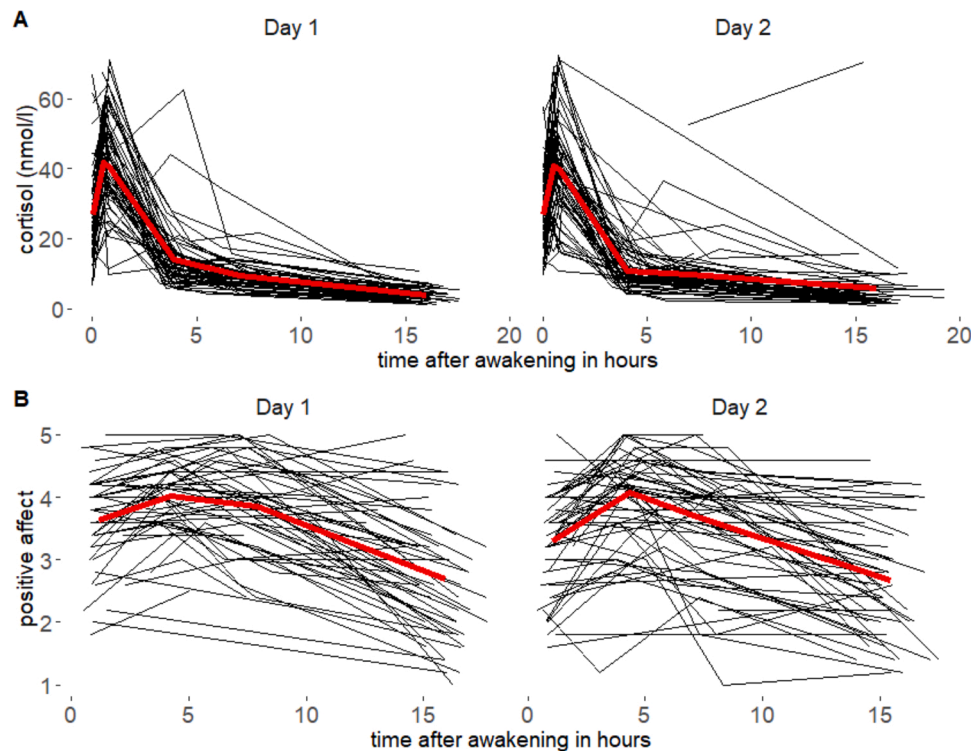 A
Day 1
Day 2
cortisol (nmol/l)
60
40
20
0
0 5 10 15 20 0 5 10 15 20
time after awakening in hours
B
Day 1
Day 2
positive affect
5
4
3
2
1
0 5 10 15 0 5 10 15
time after awakening in hours